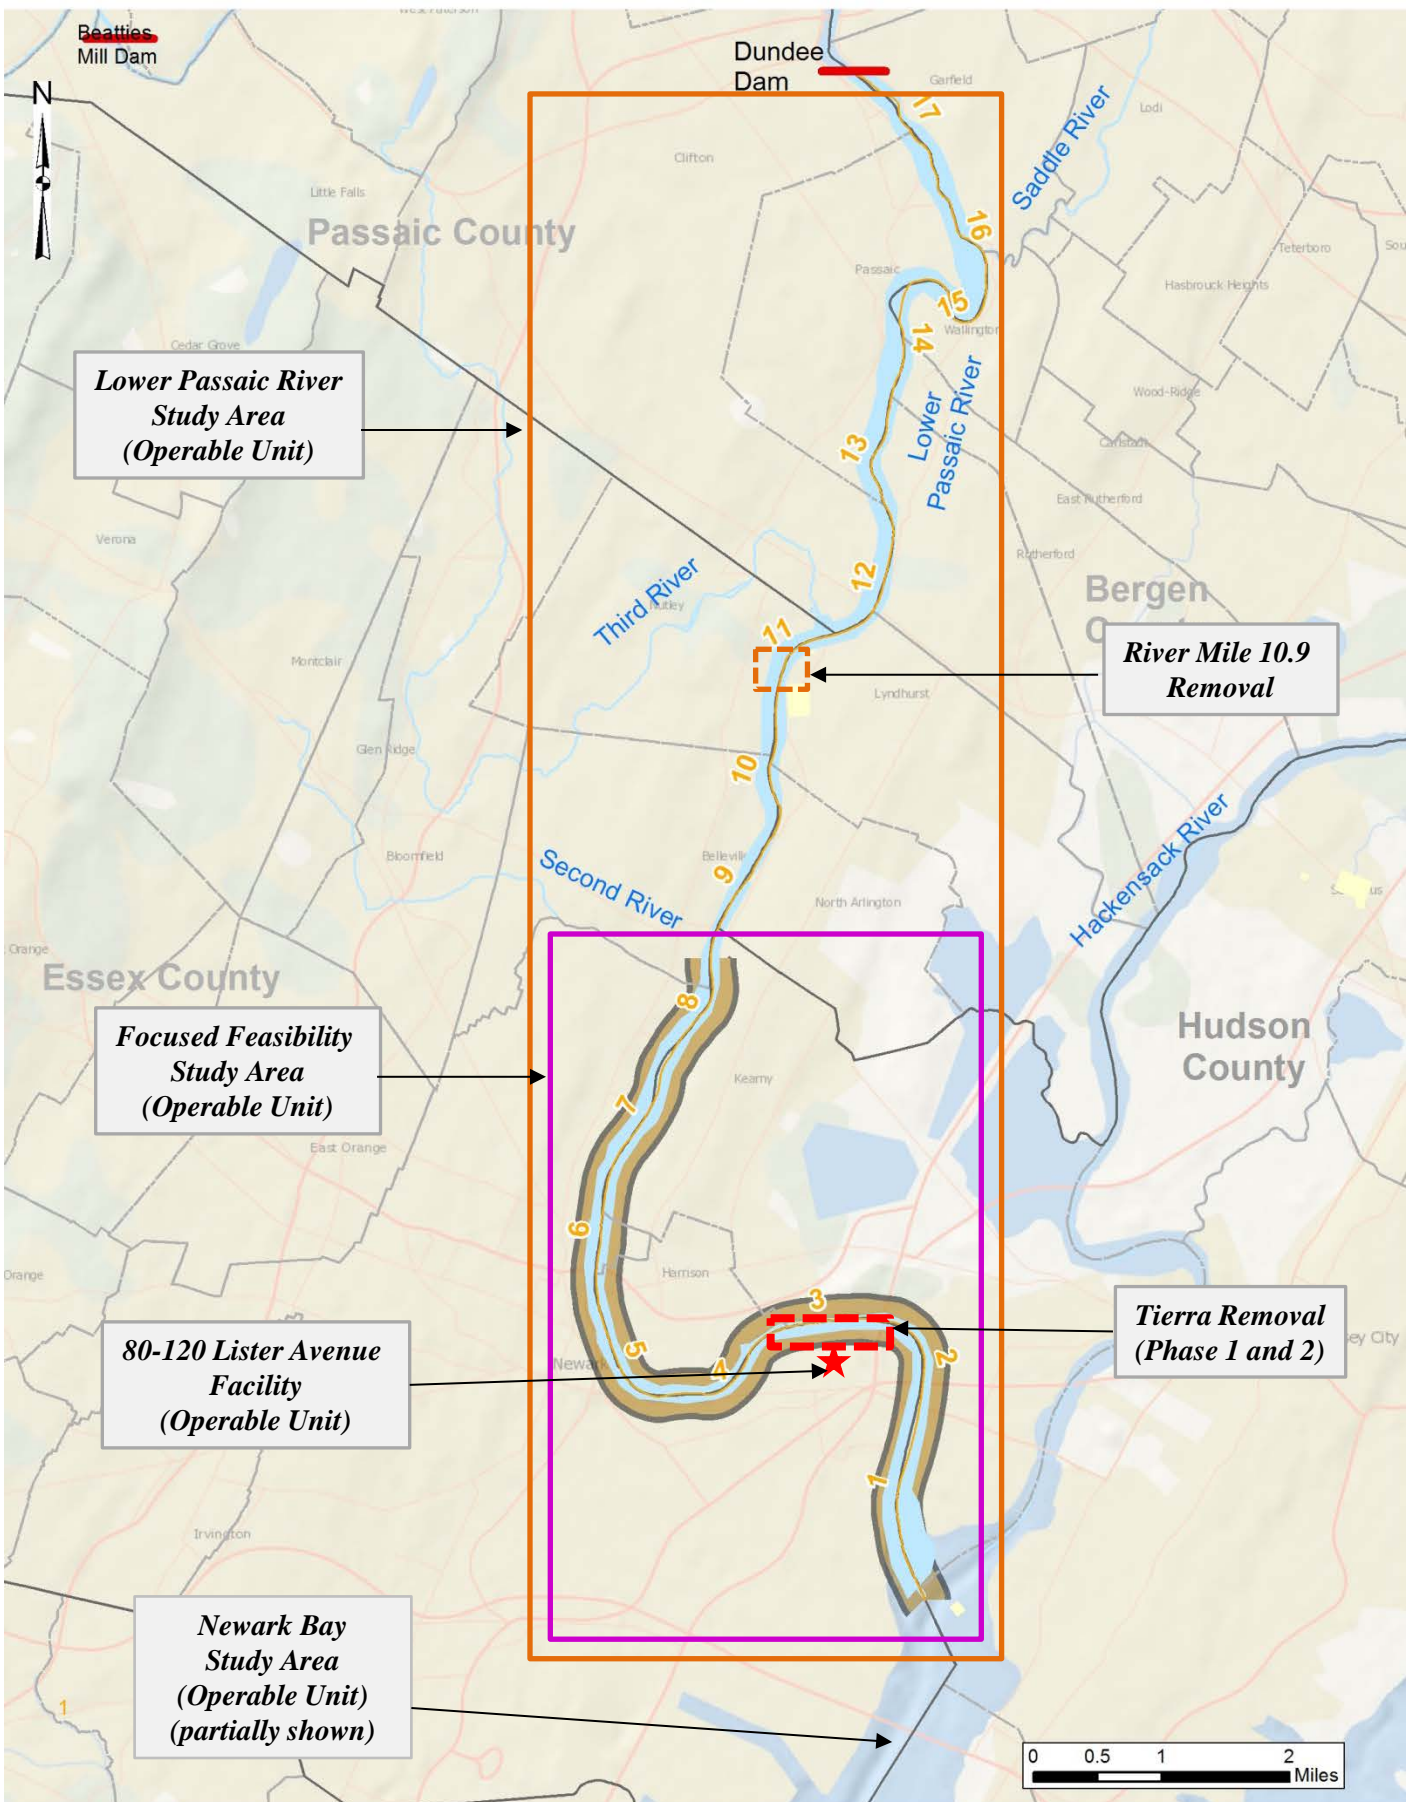 West Paterson
Beatties
Mill Dam
Dundee
Dam
Garfield
N
17
Lodi
Clifton
Saddle River
Little Falls
Passaic County
16
Teterboro
Passaic
Hasbrouck Heights
15
Wallington
14
Cedar Grove
Lower Passaic River
Study Area
(Operable Unit)
Lower
Passaic River
Wood-Ridge
13
Carlstadt
East Rutherford
Verona
Rutherford
12
Third River
Nutley
Bergen
11
River Mile 10.9
Removal
Montclair
Lyndhurst
Glen Ridge
10
Hackensack River
Bloomfield
Belleville
9
Second River
North Arlington
Orange
Essex County
8
Focused Feasibility
Study Area
(Operable Unit)
Hudson
County
Kearny
7
East Orange
6
Orange
Harrison
3
Tierra Removal
(Phase 1 and 2)
80-120 Lister Avenue
Facility
(Operable Unit)
5
2
Newark
4
ey City
1
Irvington
Newark Bay
Study Area
(Operable Unit)
(partially shown)
1
0 0.5 1 2
Miles